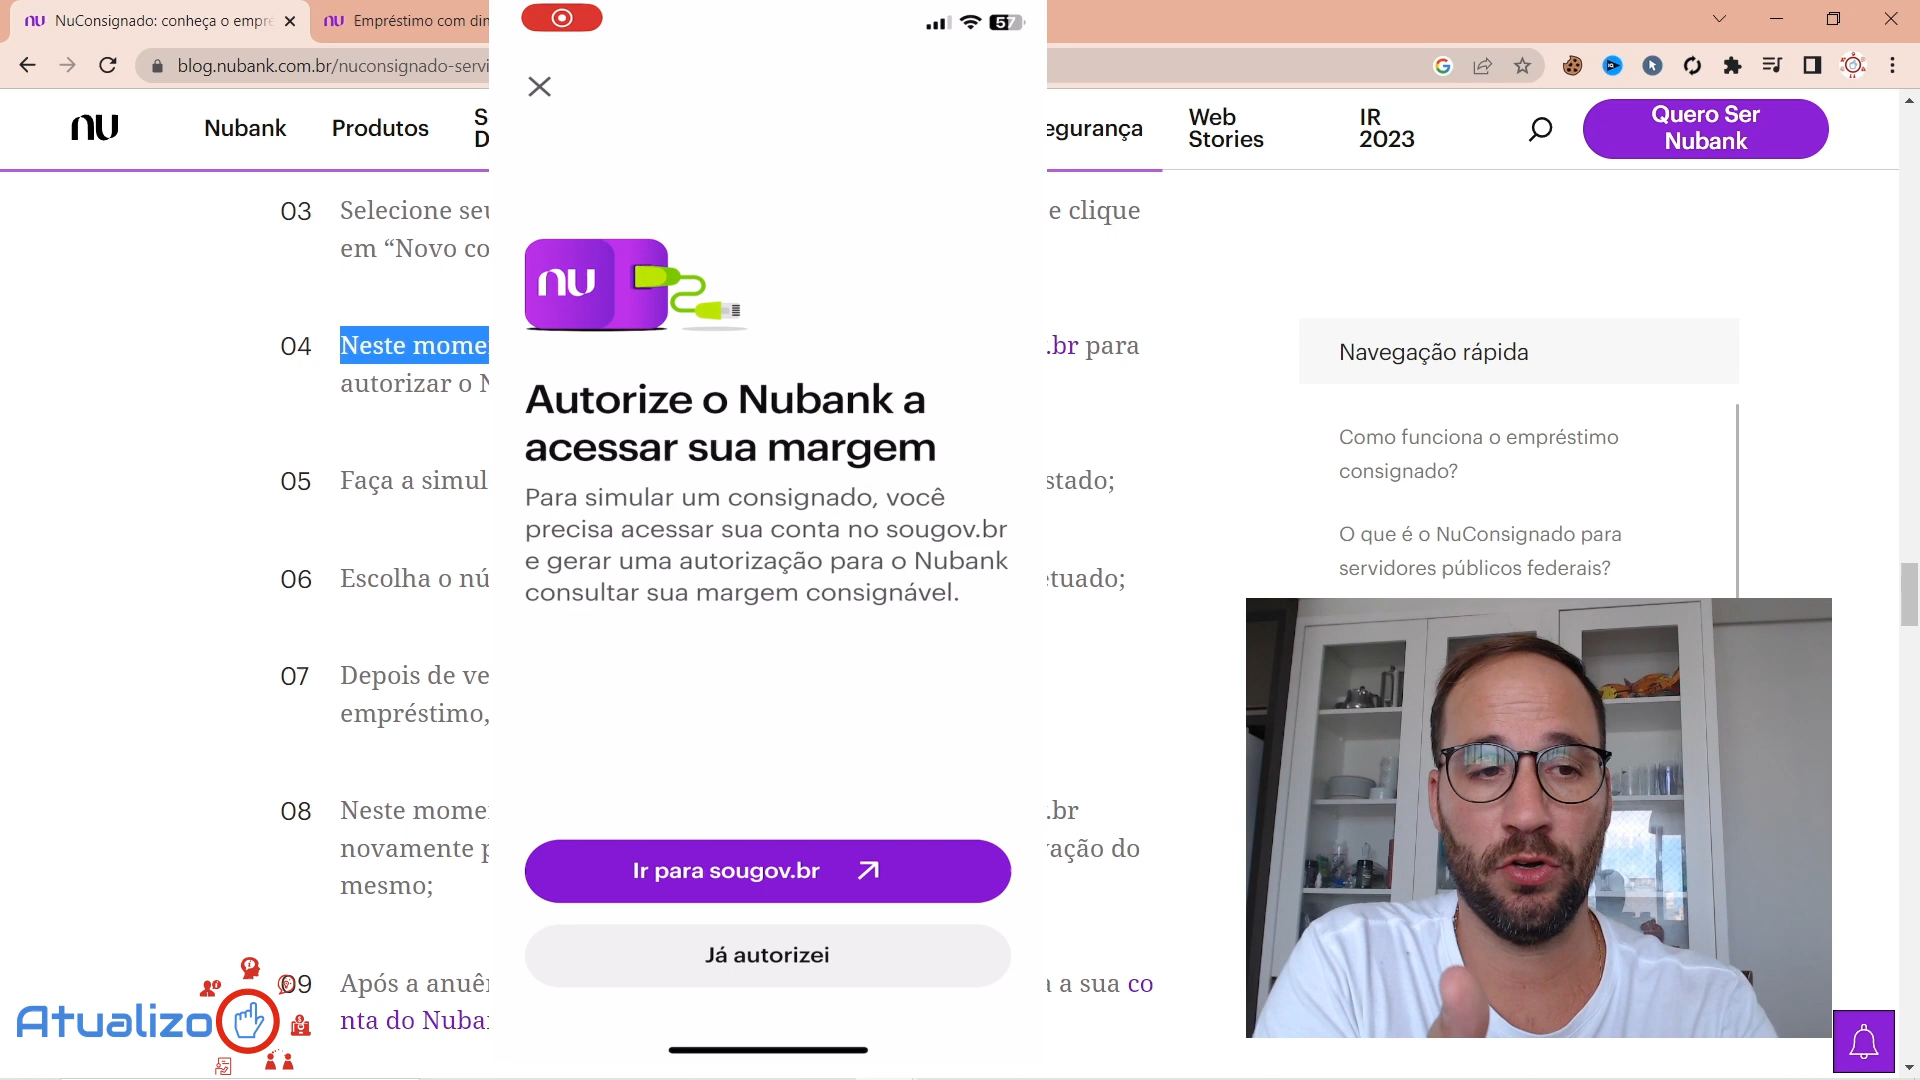 NuConsignado: conheça o empré
Empréstimo com din
57
blog.nubank.com.br/nuconsignado-servi
nu
Nubank
Produtos
S
D
egurança
Web
Stories
IR
2023
Quero Ser
Nubank
03
Selecione seu
e clique
em “Novo co
04
Neste mome
.br para
autorizar o N
05
Faça a simul
stado;
06
Escolha o nú
etuado;
07
Depois de ve
empréstimo,
08
Neste mome
.br
novamente p
ação do
mesmo;
09
Após a anuê
a sua co
nta do Nuba
nu
Autorize o Nubank a
acessar sua margem
Para simular um consignado, você
precisa acessar sua conta no sougov.br
e gerar uma autorização para o Nubank
consultar sua margem consignável.
Ir para sougov.br
Já autorizei
Navegação rápida
Como funciona o empréstimo
consignado?
O que é o NuConsignado para
servidores públicos federais?
Atualizo